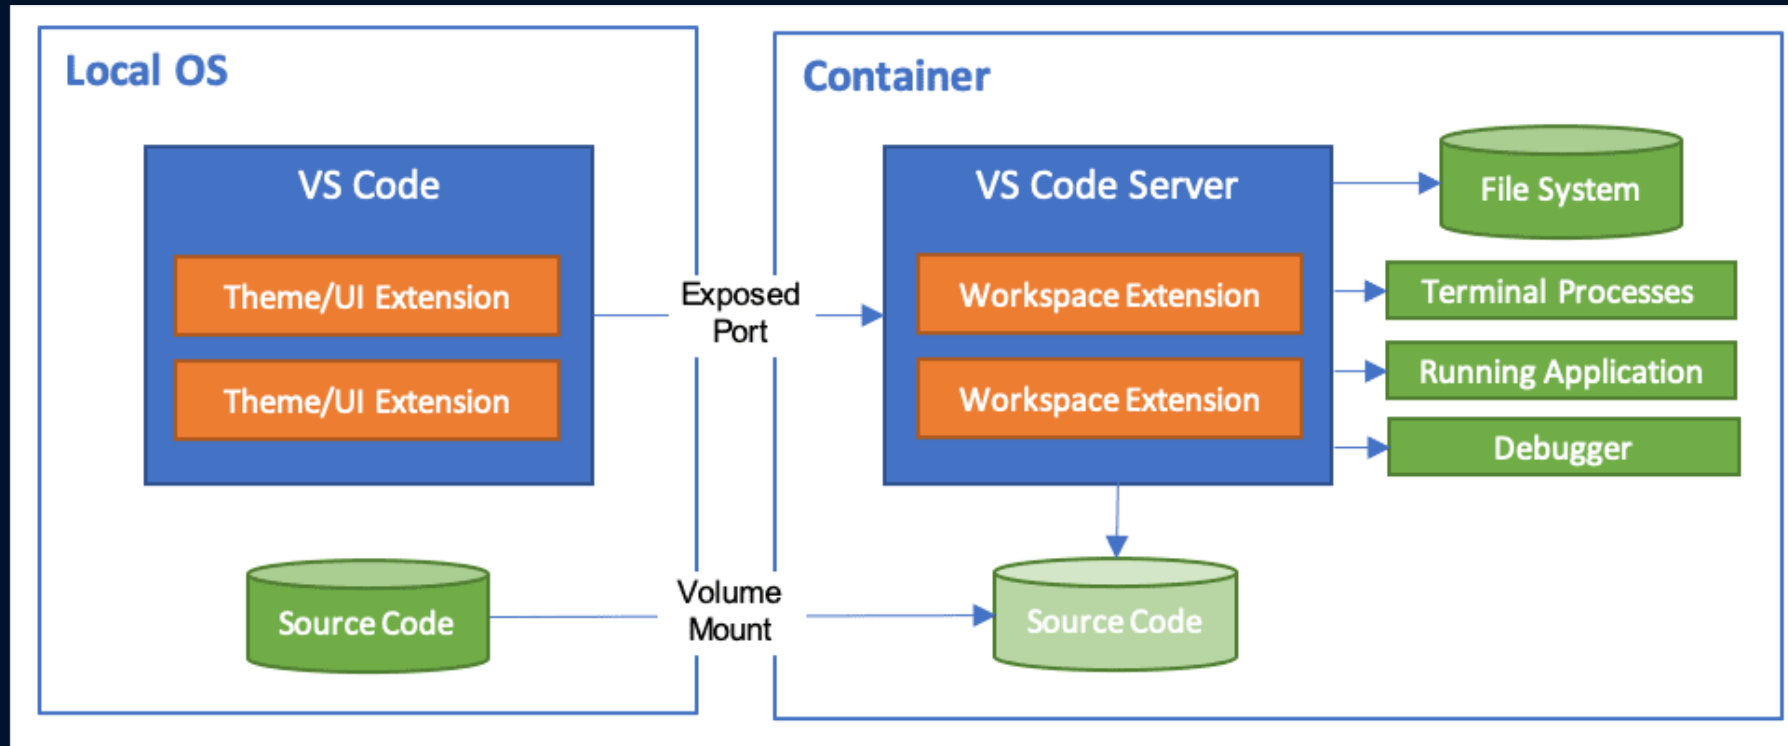 Local OS
VS Code
Theme/UI Extension
Theme/UI Extension
Source Code
Exposed
Port
Volume
Mount
Container
VS Code Server
Workspace Extension
Workspace Extension
Source Code
File System
Terminal Processes
Running Application
Debugger